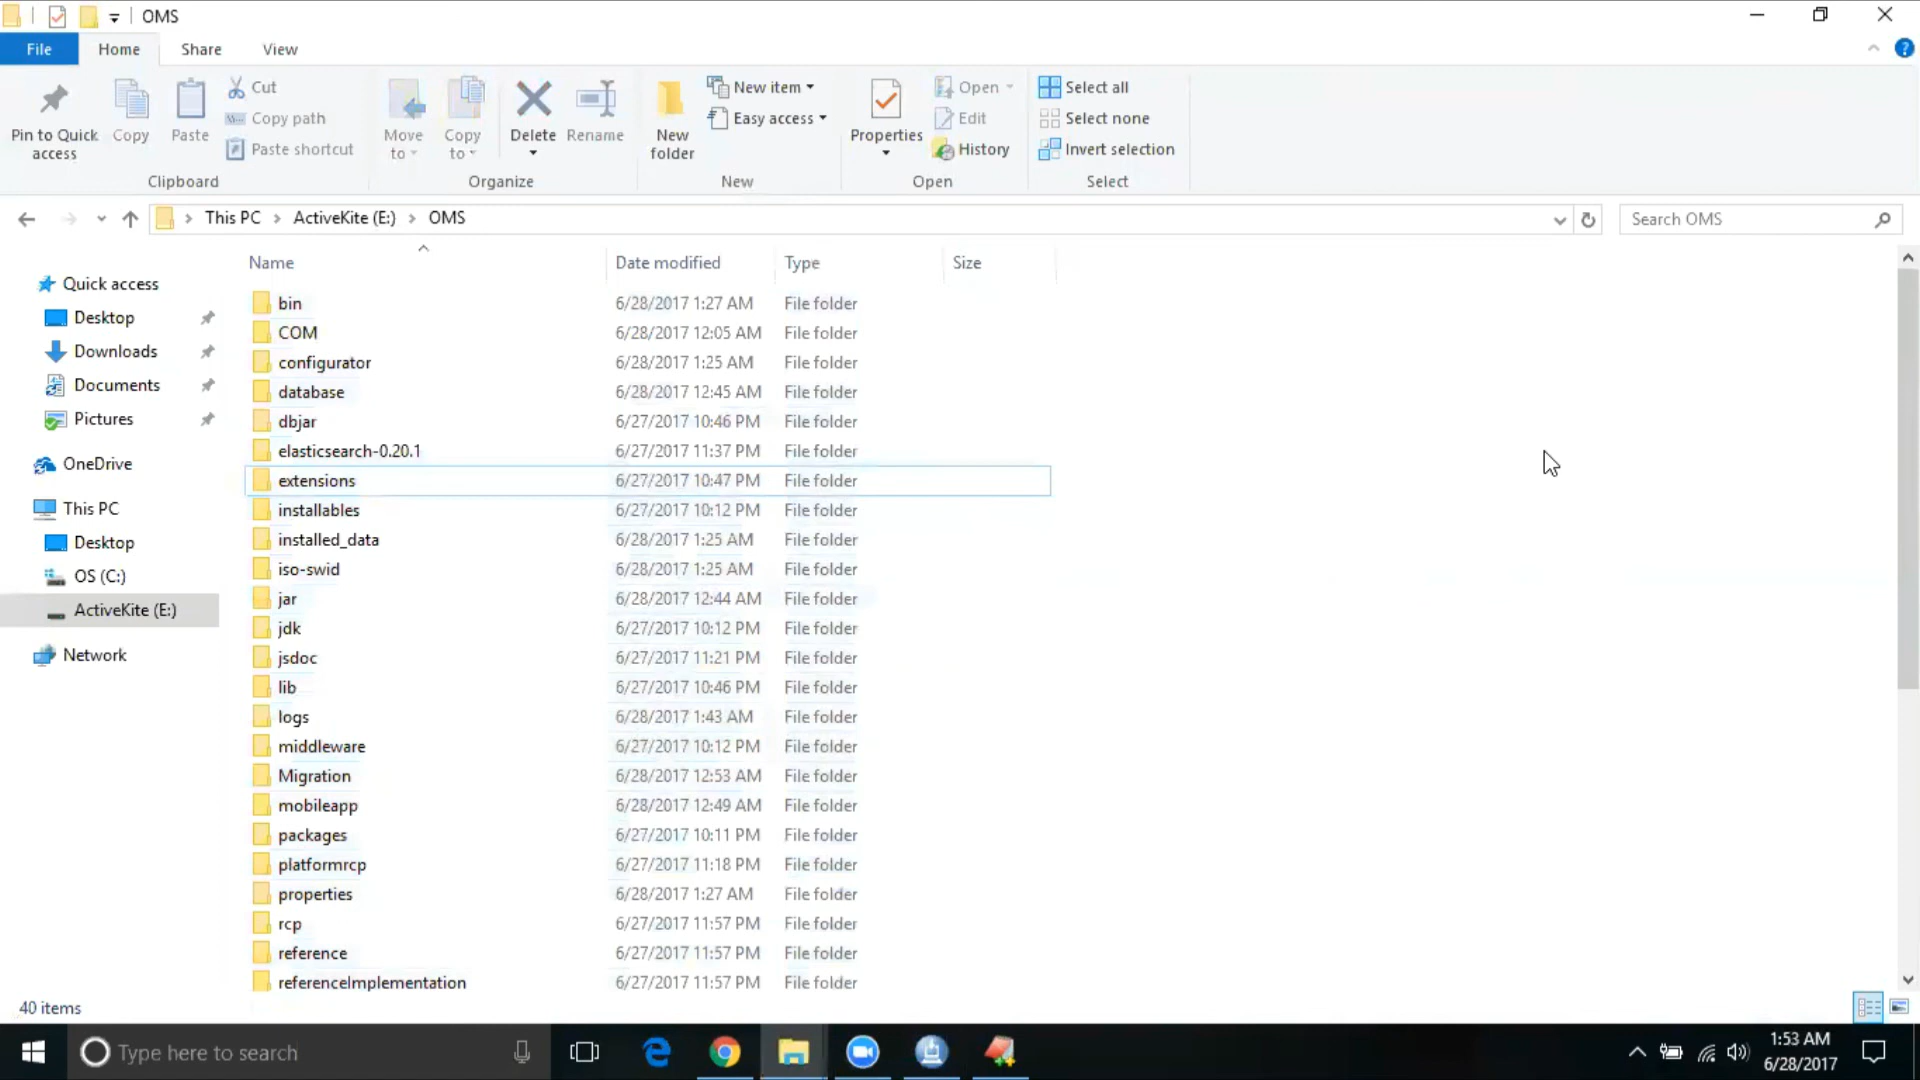 OMS
File Home Share View
Pin to Quick access
Copy
Paste
Cut
Copy path
Paste shortcut
Clipboard
Move to
Copy to
Delete
Rename
Organize
New folder
New item
Easy access
New
Properties
Open
Edit
History
Open
Select all
Select none
Invert selection
Select
This PC > ActiveKite (E:) > OMS
Search OMS
Name Date modified Type Size
Quick access
Desktop
Downloads
Documents
Pictures
OneDrive
This PC
Desktop
OS (C:)
ActiveKite (E:)
Network
bin 6/28/2017 1:27 AM File folder
COM 6/28/2017 12:05 AM File folder
configurator 6/28/2017 1:25 AM File folder
database 6/28/2017 12:45 AM File folder
dbjar 6/27/2017 10:46 PM File folder
elasticsearch-0.20.1 6/27/2017 11:37 PM File folder
extensions 6/27/2017 10:47 PM File folder
installables 6/27/2017 10:12 PM File folder
installed_data 6/28/2017 1:25 AM File folder
iso-swid 6/28/2017 1:25 AM File folder
jar 6/28/2017 12:44 AM File folder
jdk 6/27/2017 10:12 PM File folder
jsdoc 6/27/2017 11:21 PM File folder
lib 6/27/2017 10:46 PM File folder
logs 6/28/2017 1:43 AM File folder
middleware 6/27/2017 10:12 PM File folder
Migration 6/28/2017 12:53 AM File folder
mobileapp 6/28/2017 12:49 AM File folder
packages 6/27/2017 10:11 PM File folder
platformrcp 6/27/2017 11:18 PM File folder
properties 6/28/2017 1:27 AM File folder
rcp 6/27/2017 11:57 PM File folder
reference 6/27/2017 11:57 PM File folder
referenceImplementation 6/27/2017 11:57 PM File folder
40 items
Type here to search
1:53 AM
6/28/2017